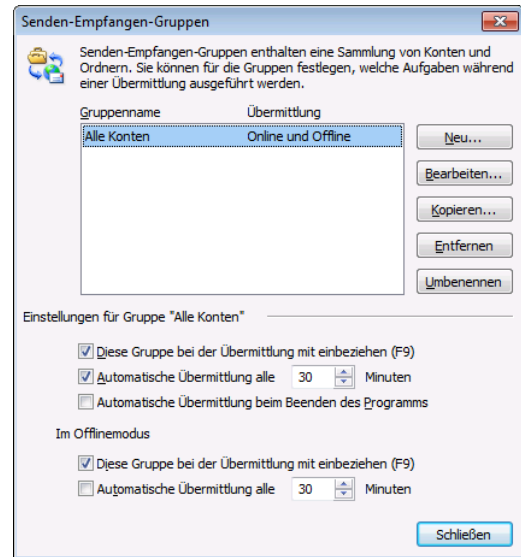 Senden-Empfangen-Gruppen
Senden-Empfangen-Gruppen enthalten eine Sammlung von Konten und
Ordnern. Sie können für die Gruppen festlegen, welche Aufgaben während
einer Übermittlung ausgeführt werden.
Gruppenname Übermittlung
Alle Konten Online und Offline
Neu...
Bearbeiten...
Kopieren...
Entfernen
Umbenennen
Einstellungen für Gruppe "Alle Konten"
Diese Gruppe bei der Übermittlung mit einbeziehen (F9)
Automatische Übermittlung alle 30 Minuten
Automatische Übermittlung beim Beenden des Programms
Im Offlinemodus
Diese Gruppe bei der Übermittlung mit einbeziehen (F9)
Automatische Übermittlung alle 30 Minuten
Schließen